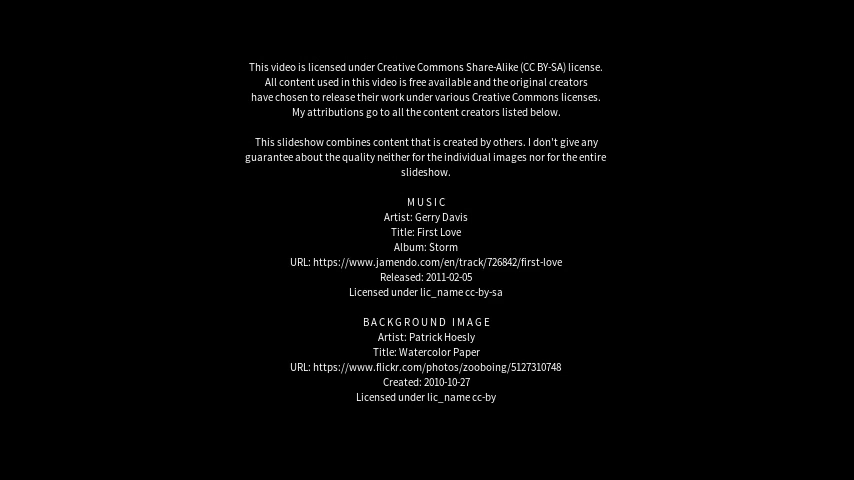 This video is licensed under Creative Commons Share-Alike (CC BY-SA) license.
All content used in this video is free available and the original creators
have chosen to release their work under various Creative Commons licenses.
My attributions go to all the content creators listed below.
This slideshow combines content that is created by others. I don't give any
guarantee about the quality neither for the individual images nor for the entire
slideshow.
MUSIC
Artist: Gerry Davis
Title: First Love
Album: Storm
URL: https://www.jamendo.com/en/track/726842/first-love
Released: 2011-02-05
Licensed under lic_name cc-by-sa
BACKGROUND IMAGE
Artist: Patrick Hoesly
Title: Watercolor Paper
URL: https://www.flickr.com/photos/zooboing/5127310748
Created: 2010-10-27
Licensed under lic_name cc-by